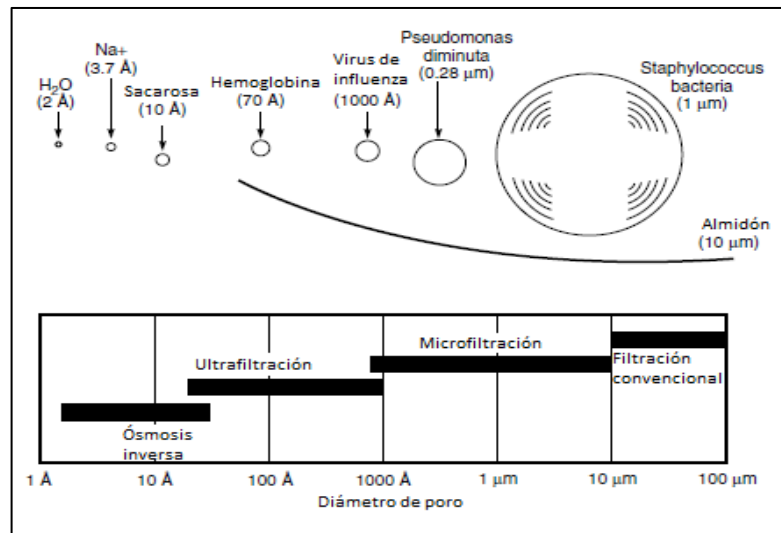 H₂O
(2 Å)
Na+
(3.7 Å)
Sacarosa
(10 Å)
Hemoglobina
(70 Å)
Virus de
influenza
(1000 Å)
Pseudomonas
diminuta
(0.28 µm)
Staphylococcus
bacteria
(1 µm)
Almidón
(10 µm)
Ósmosis
inversa
Ultrafiltración
Microfiltración
Filtración
convencional
1 Å 10 Å 100 Å 1000 Å 1 µm 10 µm 100 µm
Diámetro de poro